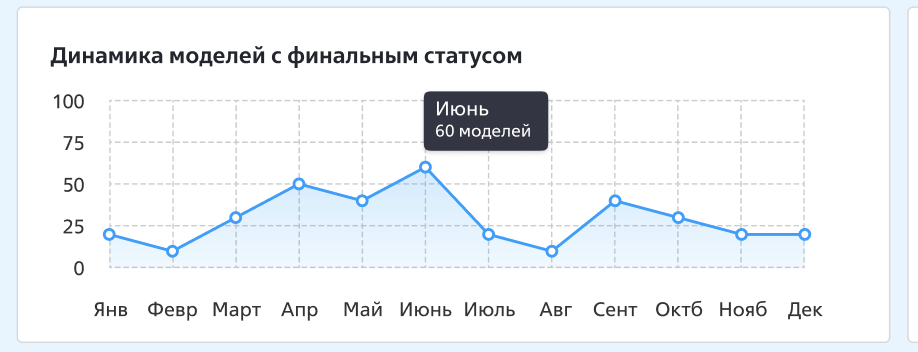 Динамика моделей с финальным статусом
Июнь
60 моделей
100
75
50
25
0
Янв Февр Март Апр Май Июнь Июль Авг Сент Октб Нояб Дек